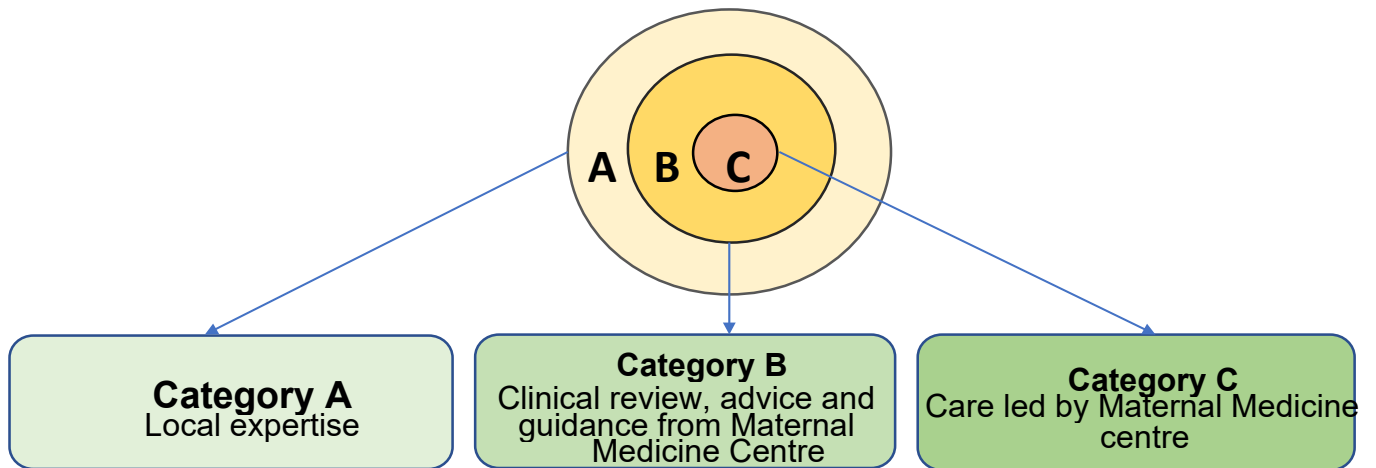 A B C
Category A
Local expertise
Category B
Clinical review, advice and
guidance from Maternal
Medicine Centre
Category C
Care led by Maternal Medicine
centre